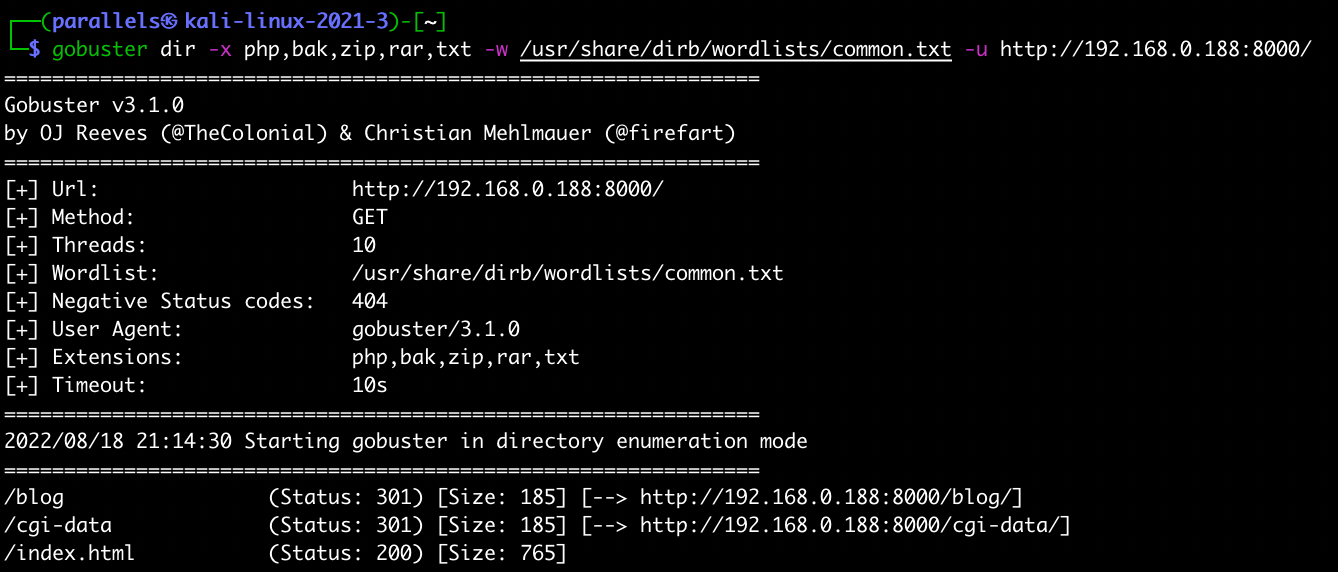 ┌──(parallels㉿kali-linux-2021-3)-[~]
└─$ gobuster dir -x php,bak,zip,rar,txt -w /usr/share/dirb/wordlists/common.txt -u http://192.168.0.188:8000/
===============================================================
Gobuster v3.1.0
by OJ Reeves (@TheColonial) & Christian Mehlmauer (@firefart)
===============================================================
[+] Url:                     http://192.168.0.188:8000/
[+] Method:                  GET
[+] Threads:                 10
[+] Wordlist:                /usr/share/dirb/wordlists/common.txt
[+] Negative Status codes:   404
[+] User Agent:              gobuster/3.1.0
[+] Extensions:              php,bak,zip,rar,txt
[+] Timeout:                 10s
===============================================================
2022/08/18 21:14:30 Starting gobuster in directory enumeration mode
===============================================================
/blog                 (Status: 301) [Size: 185] [--> http://192.168.0.188:8000/blog/]
/cgi-data             (Status: 301) [Size: 185] [--> http://192.168.0.188:8000/cgi-data/]
/index.html           (Status: 200) [Size: 765]